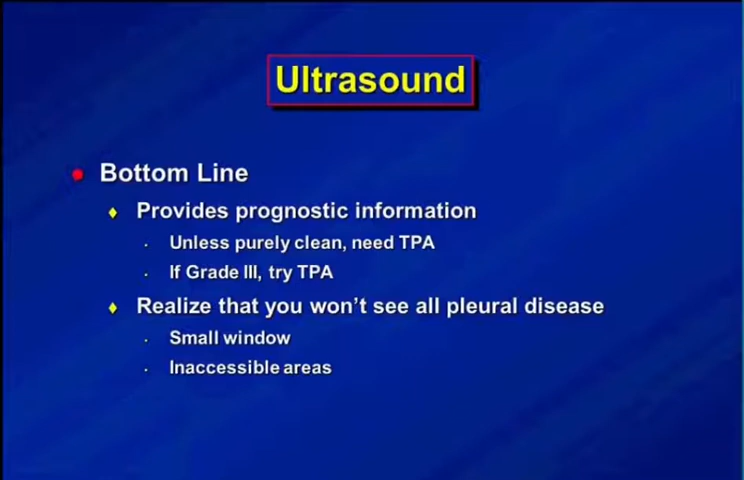 Ultrasound
Bottom Line
Provides prognostic information
Unless purely clean, need TPA
If Grade III, try TPA
Realize that you won't see all pleural disease
Small window
Inaccessible areas